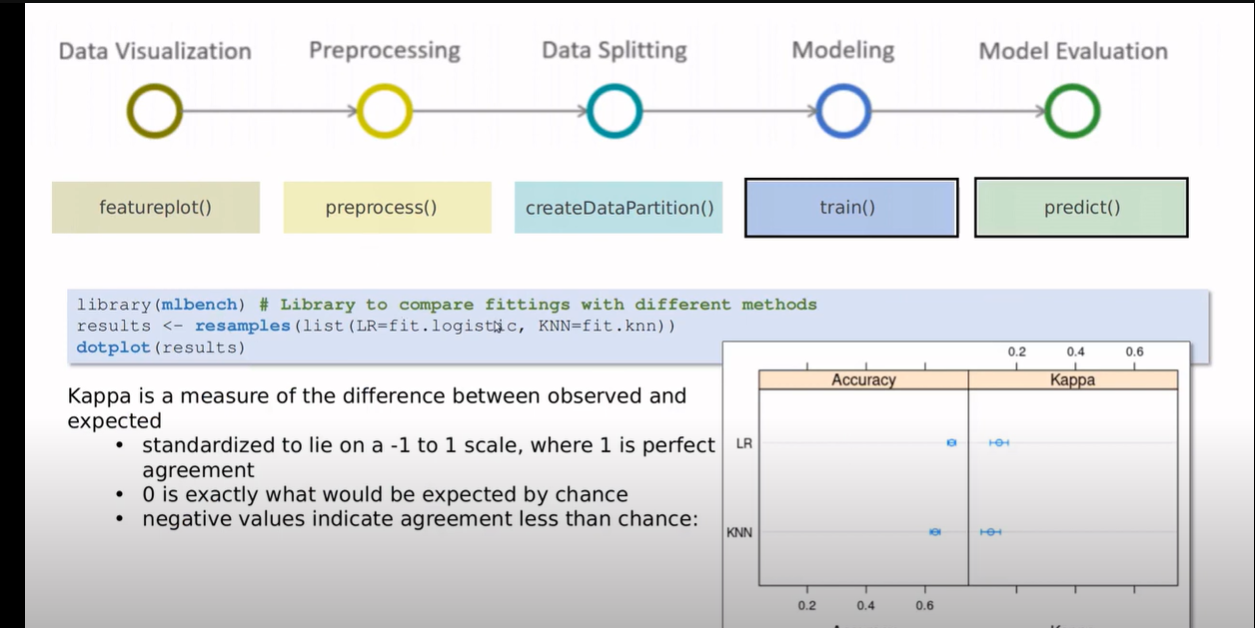 Data Visualization Preprocessing Data Splitting Modeling Model Evaluation
featureplot() preprocess() createDataPartition() train() predict()
library(mlbench) # Library to compare fittings with different methods
results <- resamples(list(LR=fit.logistic, KNN=fit.knn))
dotplot(results)
Kappa is a measure of the difference between observed and
expected
• standardized to lie on a -1 to 1 scale, where 1 is perfect
agreement
• 0 is exactly what would be expected by chance
• negative values indicate agreement less than chance:
0.2 0.4 0.6
Accuracy Kappa
LR
KNN
0.2 0.4 0.6